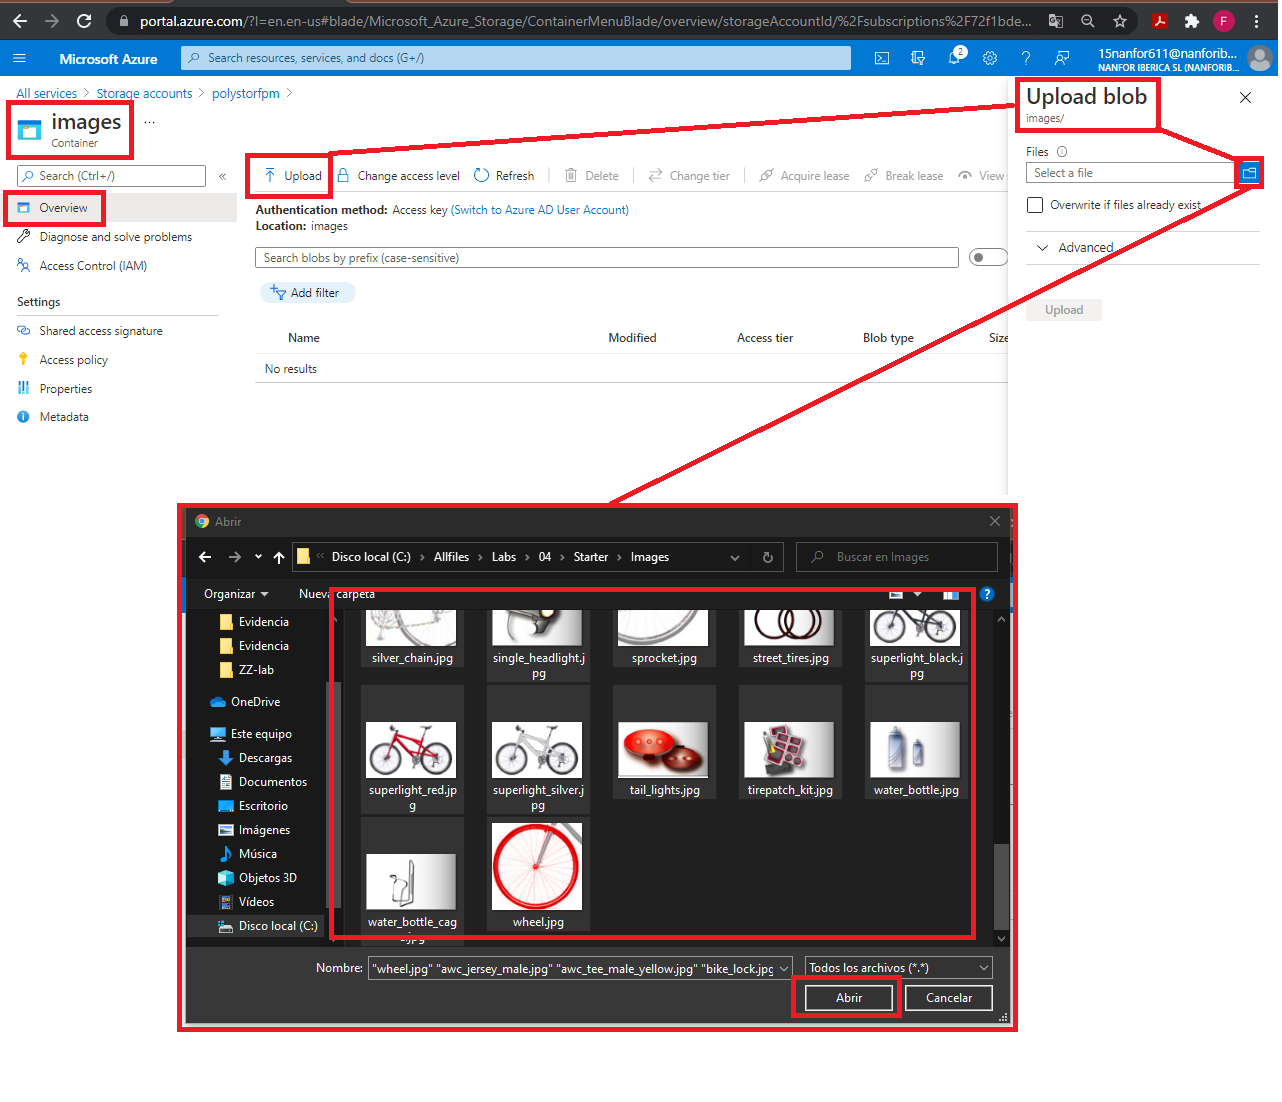 portal.azure.com/?l=en.en-us#blade/Microsoft_Azure_Storage/ContainerMenuBlade/overview/storageAccountId/%2Fsubscriptions%2F72f1bde...
F
Microsoft Azure
Search resources, services, and docs (G+/)
2
15nanfor611@nanforib...
NANFOR IBERICA SL (NANFORIB...
All services > Storage accounts > polystorfpm >
images
...
Container
Search (Ctrl+/)
«
Overview
Diagnose and solve problems
Access Control (IAM)
Settings
Shared access signature
Access policy
Properties
Metadata
Upload
Change access level
Refresh
Delete
Change tier
Acquire lease
Break lease
View
Authentication method: Access key (Switch to Azure AD User Account)
Location: images
Search blobs by prefix (case-sensitive)
Add filter
Name
Modified
Access tier
Blob type
Size
No results
Upload blob
images/
Files
Select a file
Overwrite if files already exist
Advanced
Upload
Abrir
« Disco local (C:) > Allfiles > Labs > 04 > Starter > Images
Buscar en Images
Organizar
Nueva carpeta
Evidencia
Evidencia
ZZ-lab
OneDrive
Este equipo
Descargas
Documentos
Escritorio
Imágenes
Música
Objetos 3D
Vídeos
Disco local (C:)
silver_chain.jpg
single_headlight.j
pg
sprocket.jpg
street_tires.jpg
superlight_black.j
pg
superlight_red.jp
g
superlight_silver.j
pg
tail_lights.jpg
tirepatch_kit.jpg
water_bottle.jpg
water_bottle_cag
e.jpg
wheel.jpg
Nombre:
"wheel.jpg" "awc_jersey_male.jpg" "awc_tee_male_yellow.jpg" "bike_lock.jpg
Todos los archivos (*.*)
Abrir
Cancelar